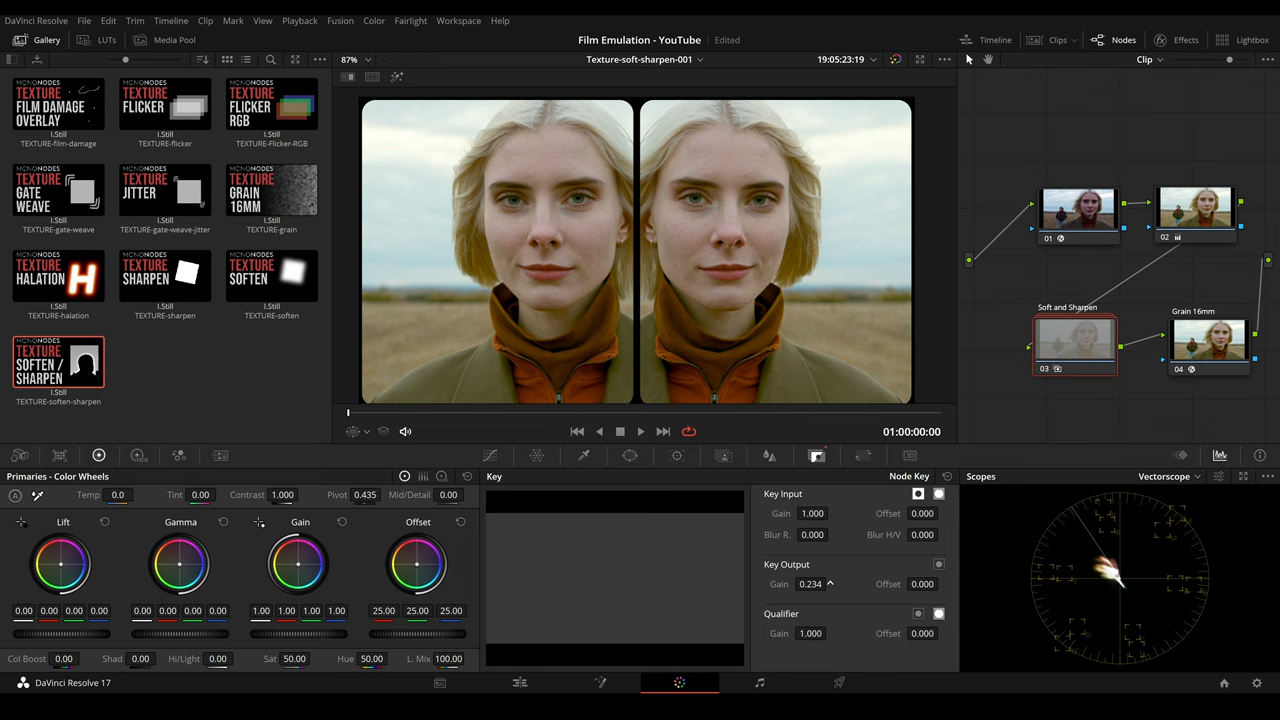 DaVinci Resolve File Edit Trim Timeline Clip Mark View Playback Fusion Color Fairlight Workspace Help
Gallery LUTs Media Pool Film Emulation - YouTube Edited Timeline Clips Nodes Effects Lightbox
87% Texture-soft-sharpen-001 19:05:23:19 Clip
MONONODES TEXTURE FILM DAMAGE OVERLAY
MONONODES TEXTURE FLICKER
MONONODES TEXTURE FLICKER RGB
I.Still I.Still I.Still
TEXTURE-film-damage TEXTURE-flicker TEXTURE-Flicker-RGB
MONONODES TEXTURE GATE WEAVE
MONONODES TEXTURE JITTER
MONONODES TEXTURE GRAIN 16MM
I.Still I.Still I.Still
TEXTURE-gate-weave TEXTURE-gate-weave-jitter TEXTURE-grain
MONONODES TEXTURE HALATION H
MONONODES TEXTURE SHARPEN
MONONODES TEXTURE SOFTEN
I.Still I.Still I.Still
TEXTURE-halation TEXTURE-sharpen TEXTURE-soften
MONONODES TEXTURE SOFTEN / SHARPEN
I.Still
TEXTURE-soften-sharpen
01 02
Soft and Sharpen Grain 16mm
03 04
01:00:00:00
Primaries - Color Wheels Key Node Key Scopes Vectorscope
A Temp 0.0 Tint 0.00 Contrast 1.000 Pivot 0.435 Mid/Detail 0.00
Lift Gamma Gain Offset
0.00 0.00 0.00 0.00 0.00 0.00 0.00 0.00 1.00 1.00 1.00 1.00 25.00 25.00 25.00
Col Boost 0.00 Shad 0.00 Hi/Light 0.00 Sat 50.00 Hue 50.00 L. Mix 100.00
Key Input
Gain 1.000 Offset 0.000
Blur R. 0.000 Blur H/V 0.000
Key Output
Gain 0.234 Offset 0.000
Qualifier
Gain 1.000 Offset 0.000
DaVinci Resolve 17